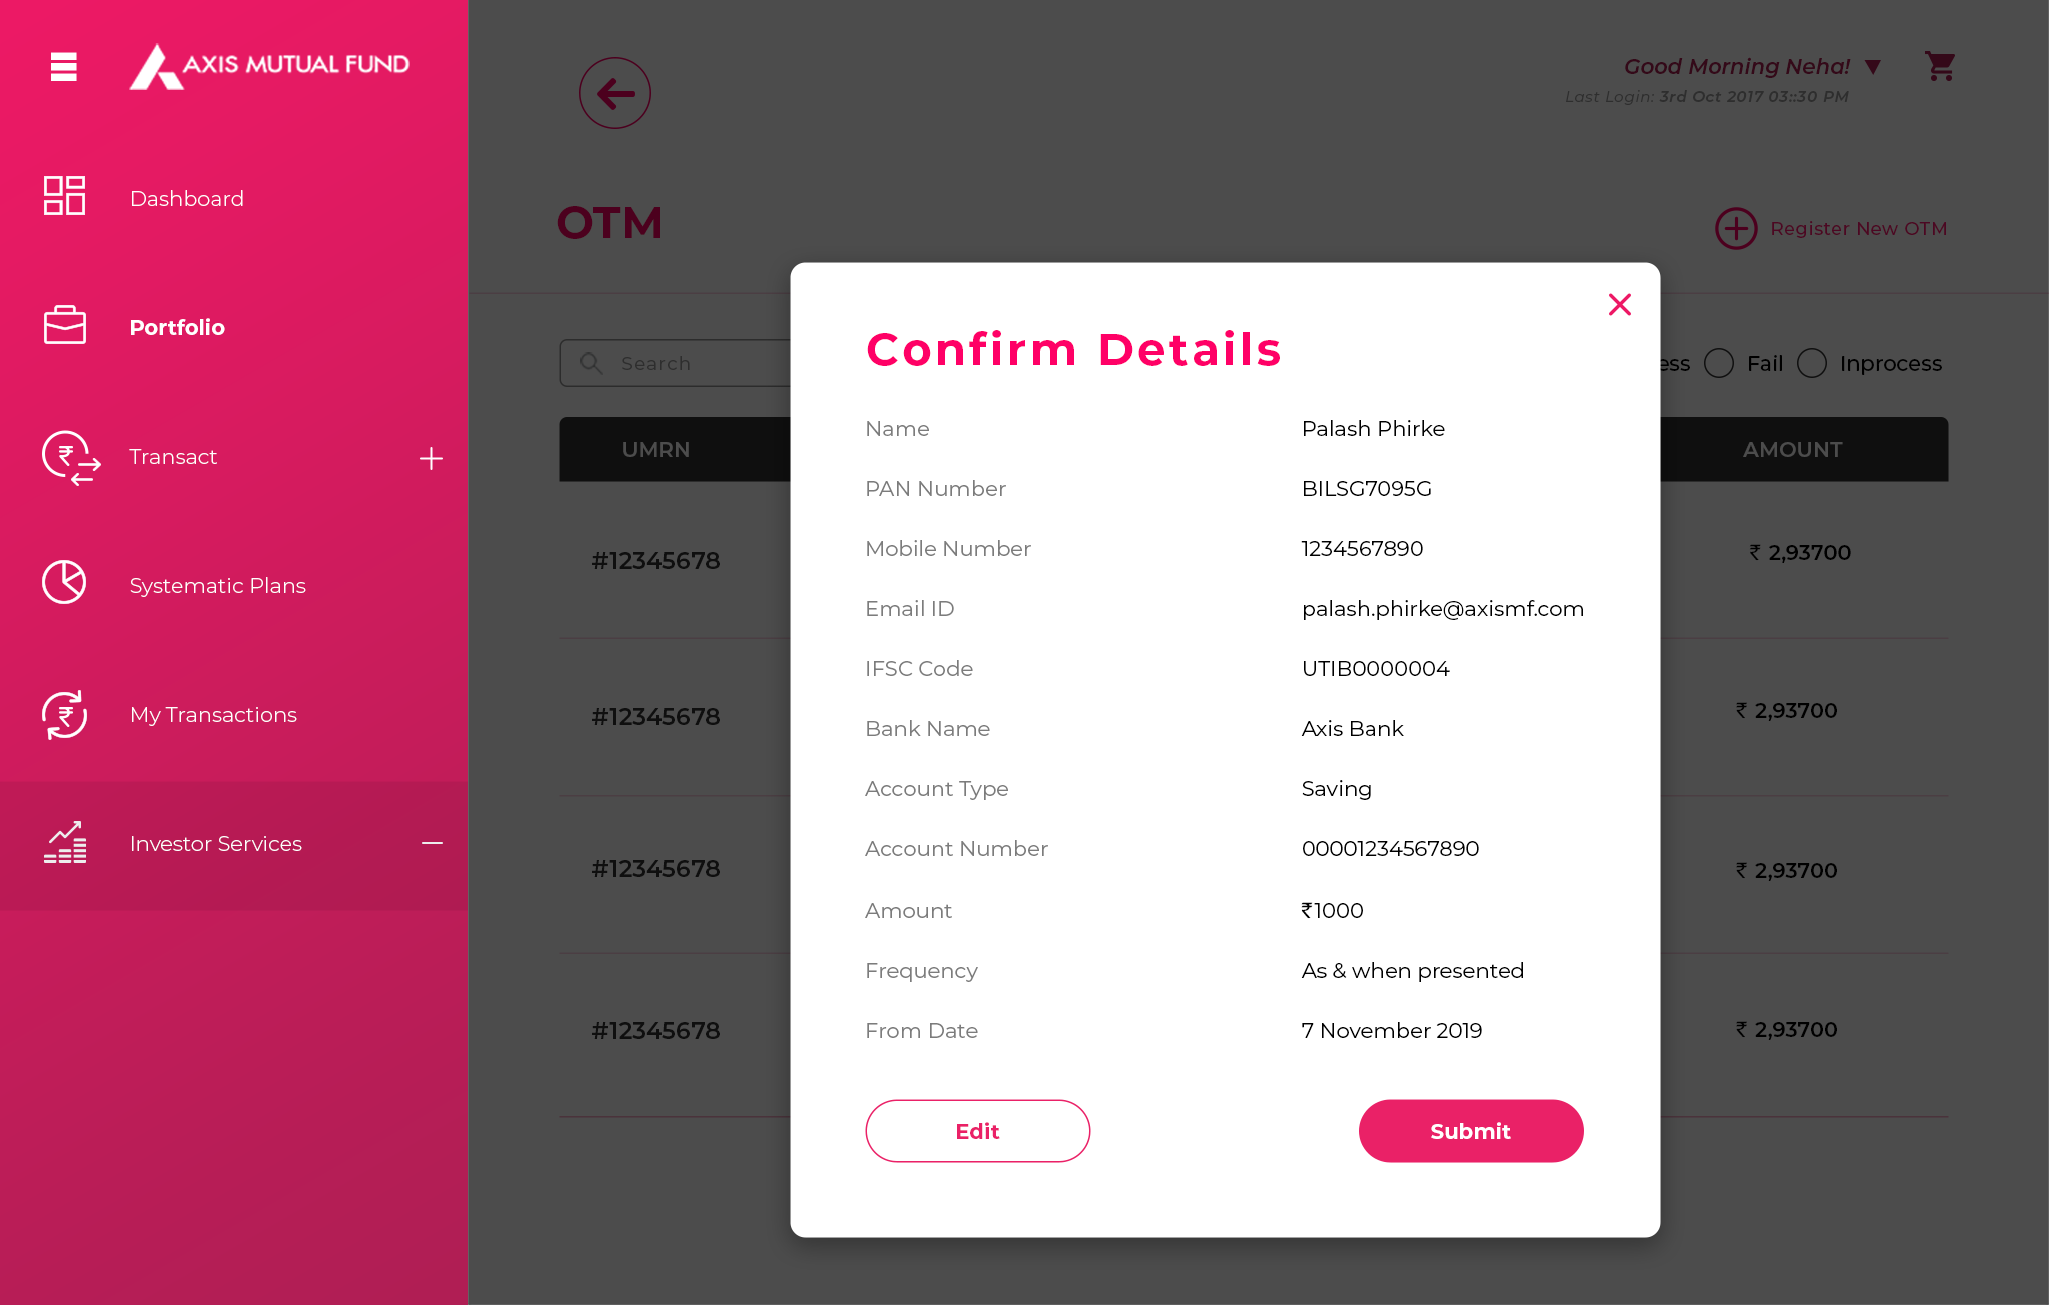 AXIS MUTUAL FUND
Dashboard
Portfolio
Transact
Systematic Plans
My Transactions
Investor Services
Good Morning Neha!
Last Login: 3rd Oct 2017 03::30 PM
OTM
Register New OTM
Search
ess Fail Inprocess
UMRN AMOUNT
#12345678 ₹ 2,93700
#12345678 ₹ 2,93700
#12345678 ₹ 2,93700
#12345678 ₹ 2,93700
Confirm Details
Name Palash Phirke
PAN Number BILSG7095G
Mobile Number 1234567890
Email ID palash.phirke@axismf.com
IFSC Code UTIB0000004
Bank Name Axis Bank
Account Type Saving
Account Number 00001234567890
Amount ₹1000
Frequency As & when presented
From Date 7 November 2019
Edit Submit